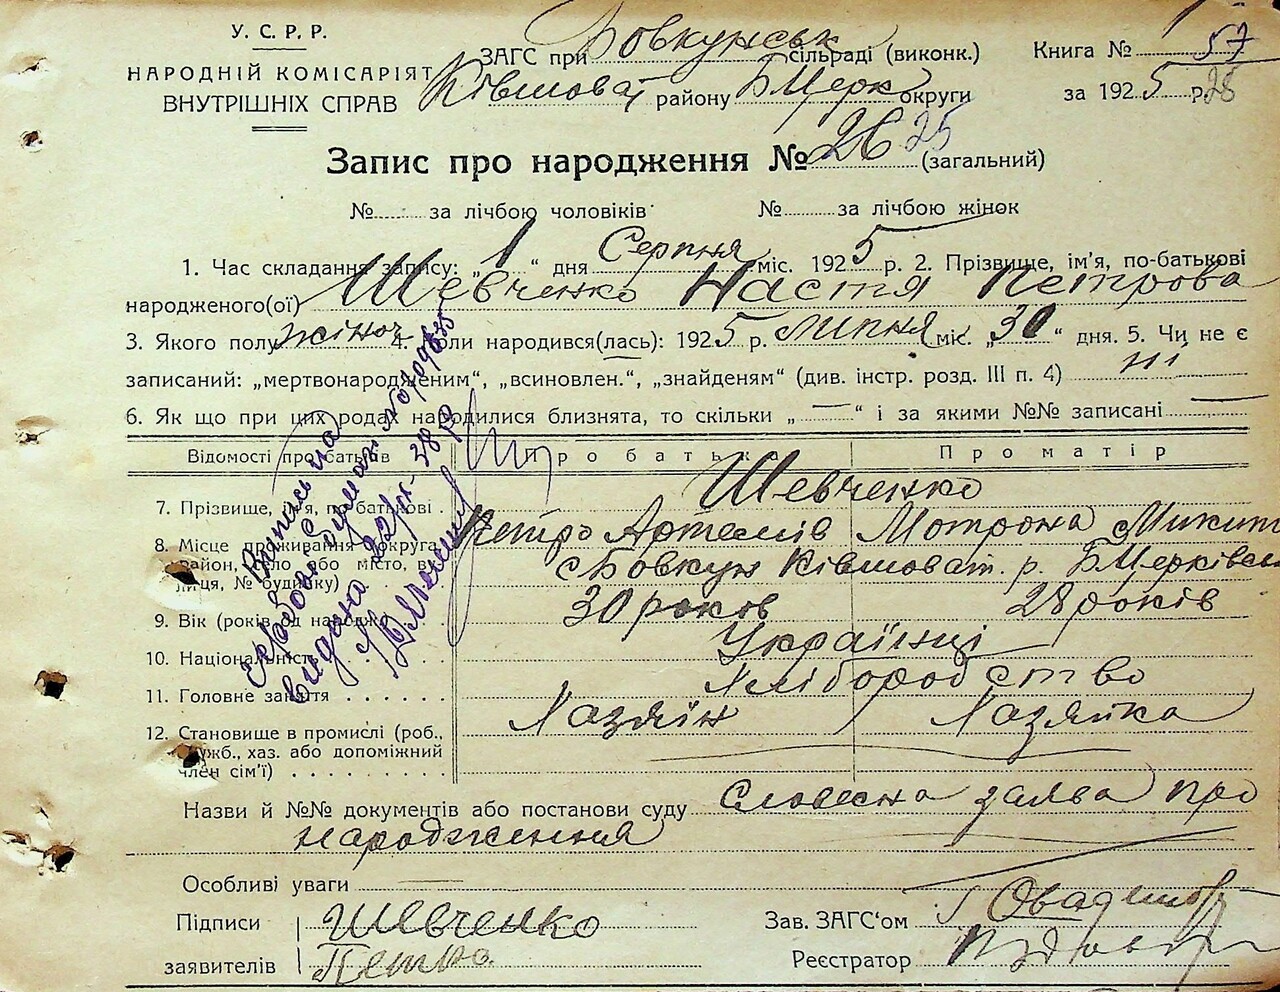 У. С. Р. Р.
НАРОДНІЙ КОМІСАРІЯТ
ВНУТРІШНІХ СПРАВ
ЗАГС при Бовкунськ сільраді (виконк.)
Ківшоват району Б Церк округи
Книга № 57
за 1925 р. 28
Запис про народження № 26 25 (загальний)
№ за лічбою чоловіків № за лічбою жінок
1. Час складання запису: „1“ дня Серпня міс. 1925 р. 2. Прізвище, ім'я, по-батькові
народженого(ої) Шевченко Настя Петрова
3. Якого полу жіноч 4. Коли народився(лась): 1925 р. липня міс. „30“ дня. 5. Чи не є
записаний: „мертвонародженим“, „всиновлен.“, „знайденям“ (див. інстр. розд. III п. 4) ні
6. Як що при цих родах народилися близнята, то скільки „—“ і за якими №№ записані —
Відомості про батьків Про батька Про матір
Шевченко
7. Прізвище, ім'я, по батькові Петро Артемів Мотрона Микит
8. Місце проживання (округа, район, село або місто, вулиця, № будинку) с Бовкун Ківшоват. р. Б Церківськ
9. Вік (років від народж.) 30 років 28 років
10. Національність Українці
11. Головне заняття Хліборобство
12. Становище в промислі (роб., служб., хаз. або допоміжний член сім'ї) Хазяїн Хазяйка
Назви й №№ документів або постанови суду Словесна заява про
народження
Особливі уваги
Підписи Шевченко
заявителів Петро
Зав. ЗАГС'ом
Реєстратор